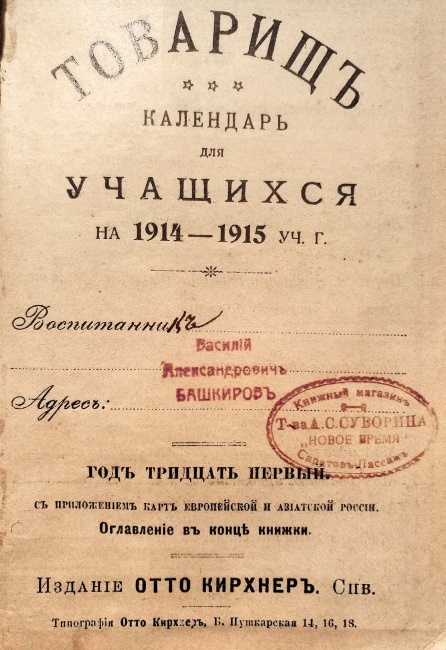 ТОВАРИЩЪ
КАЛЕНДАРЬ
ДЛЯ
УЧАЩИХСЯ
НА 1914—1915 УЧ. Г.
Воспитанникъ
Василій
Александровичъ
БАШКИРОВЪ
Адресъ:
Книжный магазинъ
Т-ва А.С.СУВОРИНА
„НОВОЕ ВРЕМЯ
Саратовъ-Пассажъ
ГОДЪ ТРИДЦАТЬ ПЕРВЫЙ.
СЪ ПРИЛОЖЕНІЕМЪ КАРТЪ ЕВРОПЕЙСКОЙ И АЗІАТСКОЙ РОССІИ.
Оглавленіе въ концѣ книжки.
ИЗДАНІЕ ОТТО КИРХНЕРЪ. СПВ.
Типографія Отто Кирхнеръ, Б. Пушкарская 14, 16, 18.